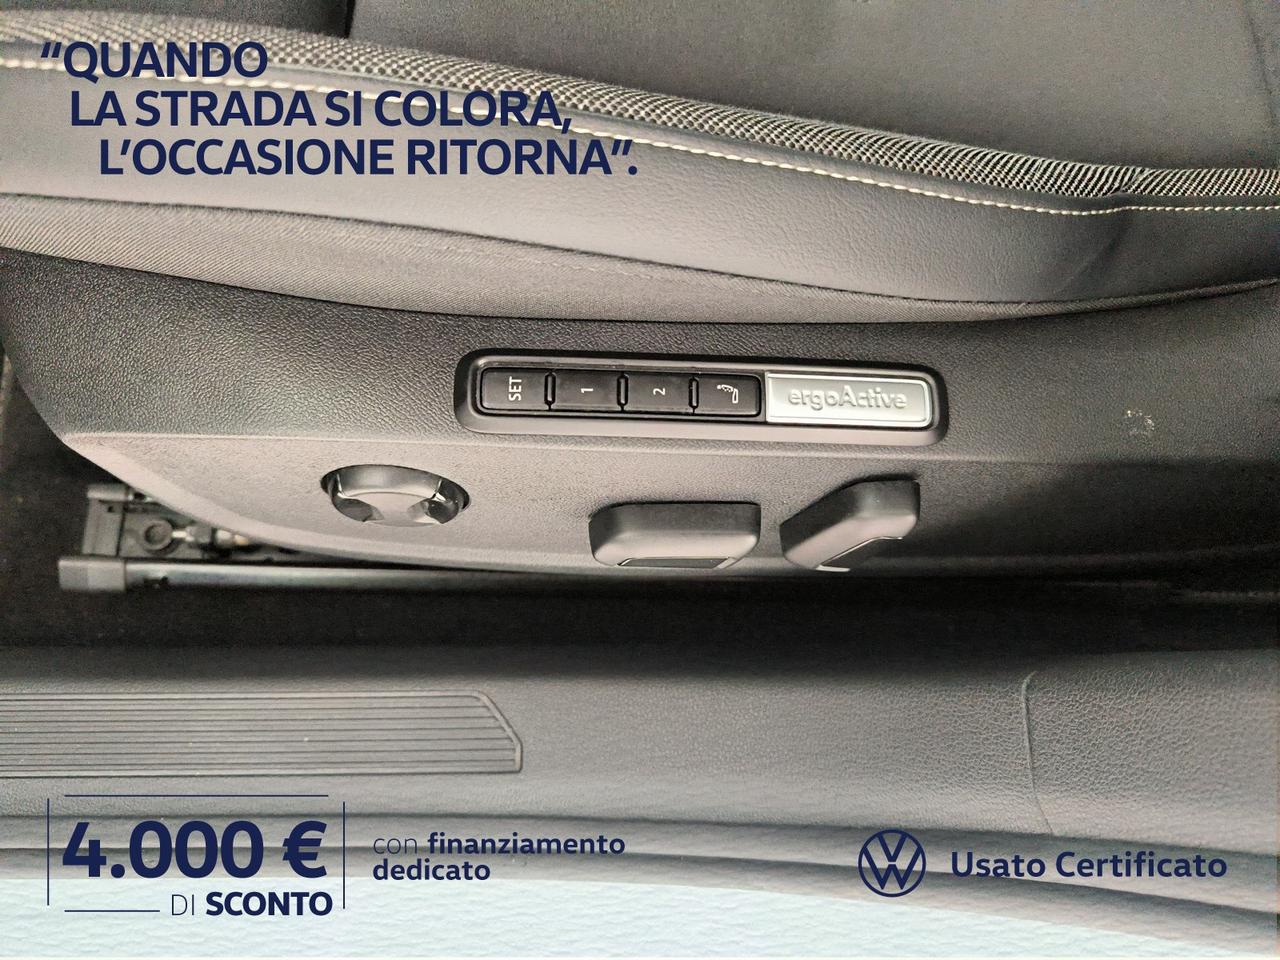 “QUANDO
LA STRADA SI COLORA,
L’OCCASIONE RITORNA”.
SET 1 2 ergoActive
4.000 €
DI SCONTO
con finanziamento
dedicato
Usato Certificato